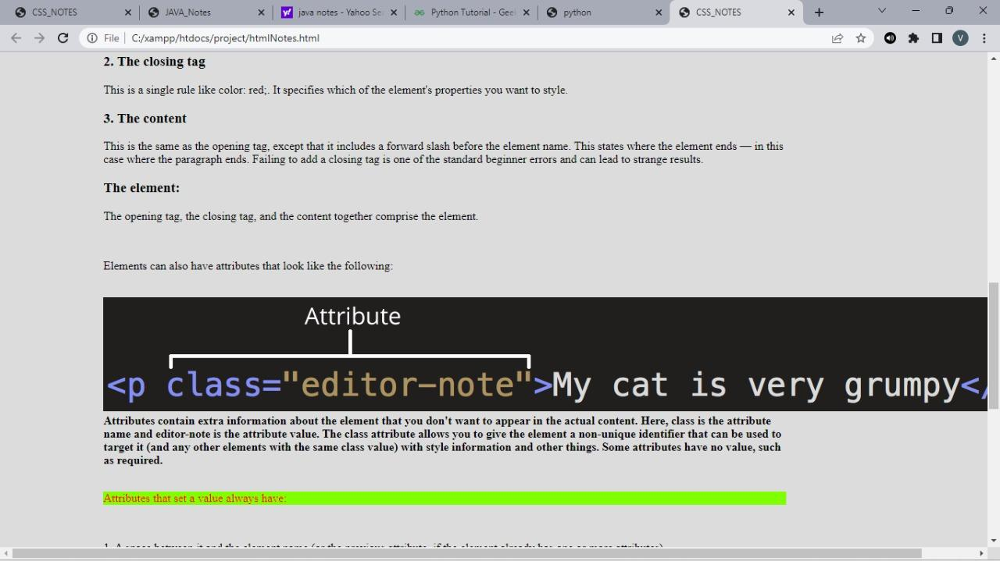 CSS_NOTES
JAVA_Notes
java notes - Yahoo Se
Python Tutorial - Gee
python
CSS_NOTES
File
C:/xampp/htdocs/project/htmlNotes.html
V
2. The closing tag
This is a single rule like color: red;. It specifies which of the element's properties you want to style.
3. The content
This is the same as the opening tag, except that it includes a forward slash before the element name. This states where the element ends — in this
case where the paragraph ends. Failing to add a closing tag is one of the standard beginner errors and can lead to strange results.
The element:
The opening tag, the closing tag, and the content together comprise the element.
Elements can also have attributes that look like the following:
Attribute
<p class="editor-note">My cat is very grumpy</
Attributes contain extra information about the element that you don't want to appear in the actual content. Here, class is the attribute
name and editor-note is the attribute value. The class attribute allows you to give the element a non-unique identifier that can be used to
target it (and any other elements with the same class value) with style information and other things. Some attributes have no value, such
as required.
Attributes that set a value always have:
1. A space between it and the element name (or the previous attribute, if the element already has one or more attributes)